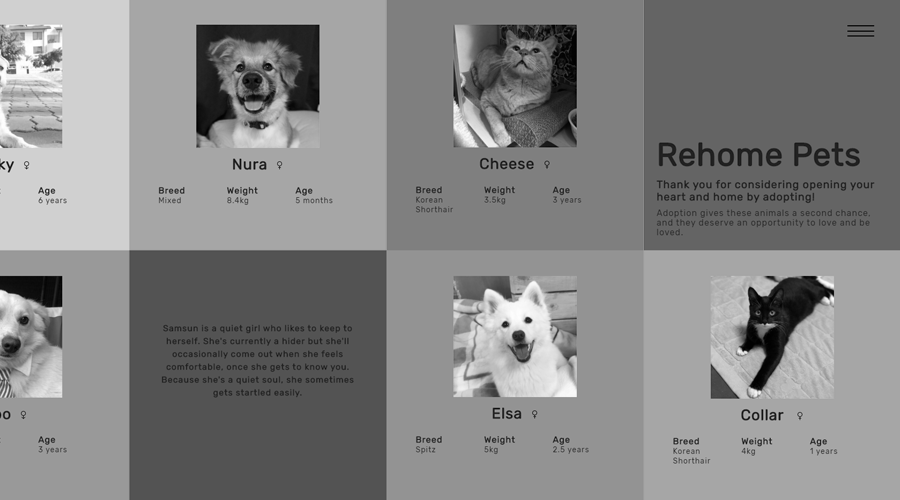 ky ♀
Age
6 years
Nura ♀
Breed Weight Age
Mixed 8.4kg 5 months
Cheese ♀
Breed Weight Age
Korean 3.5kg 3 years
Shorthair
Rehome Pets
Thank you for considering opening your
heart and home by adopting!
Adoption gives these animals a second chance,
and they deserve an opportunity to love and be
loved.
oo ♀
Age
3 years
Samsun is a quiet girl who likes to keep to
herself. She's currently a hider but she'll
occasionally come out when she feels
comfortable, once she gets to know you.
Because she's a quiet soul, she sometimes
gets startled easily.
Elsa ♀
Breed Weight Age
Spitz 5kg 2.5 years
Collar ♀
Breed Weight Age
Korean 4kg 1 years
Shorthair